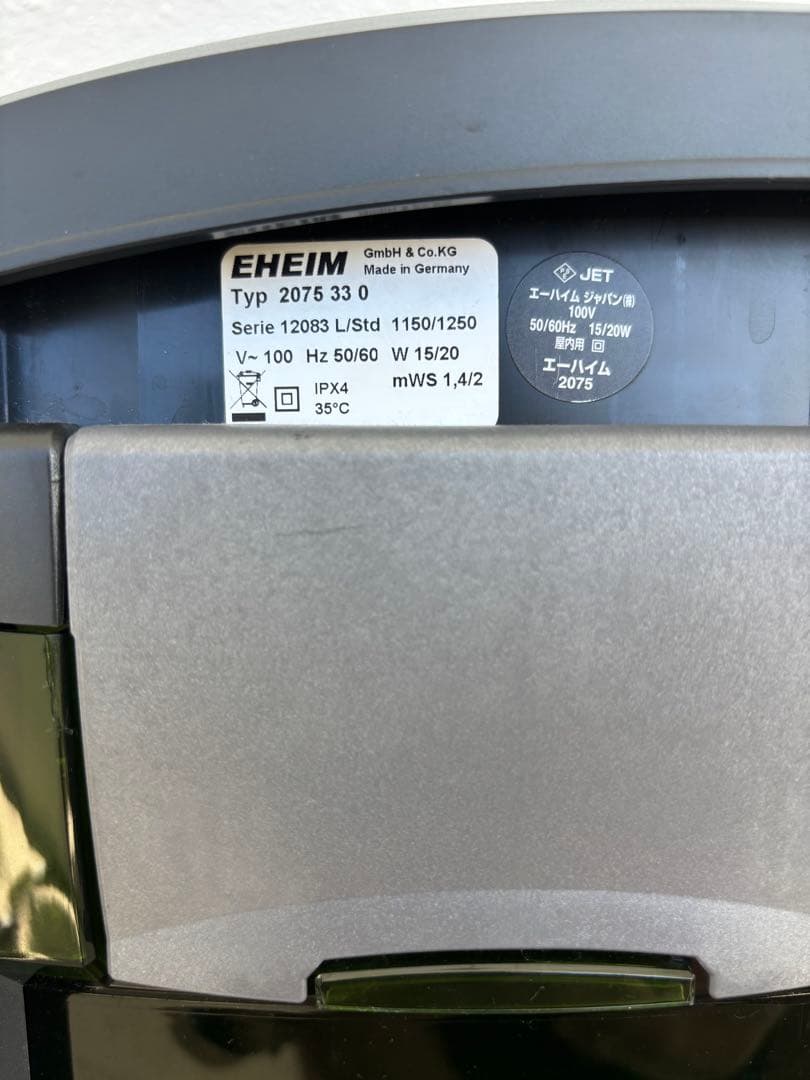 EHEIM GmbH & Co.KG
Made in Germany
Typ 2075 33 0
Serie 12083 L/Std 1150/1250
V~ 100 Hz 50/60 W 15/20
IPX4 mWS 1,4/2
35°C
JET
エーハイム ジャパン(輸)
100V
50/60Hz 15/20W
屋内用
エーハイム
2075